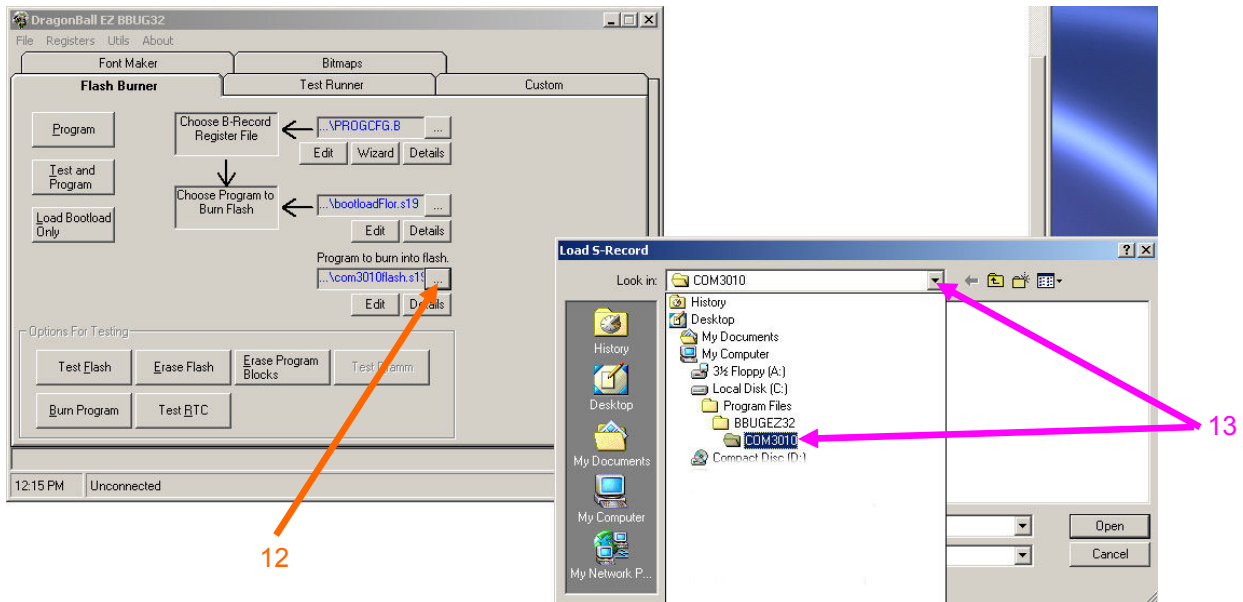 DragonBall EZ BBUG32
File Registers Utils About
Font Maker Bitmaps
Flash Burner Test Runner Custom
Program
Test and
Program
Load Bootload
Only
Choose B-Record
Register File
...\PROGCFG.B ...
Edit Wizard Details
Choose Program to
Burn Flash
...\bootloadFlor.s19 ...
Edit Details
Program to burn into flash.
...\com3010flash.s19 ...
Edit Details
Options For Testing
Test Flash Erase Flash Erase Program
Blocks
Burn Program Test RTC
12:15 PM Unconnected
12
Load S-Record
Look in: COM3010
History
Desktop
My Documents
My Computer
3½ Floppy (A:)
Local Disk (C:)
Program Files
BBUGEZ32
COM3010
Compact Disc (D:)
History
Desktop
My Documents
My Computer
My Network P...
Open
Cancel
13